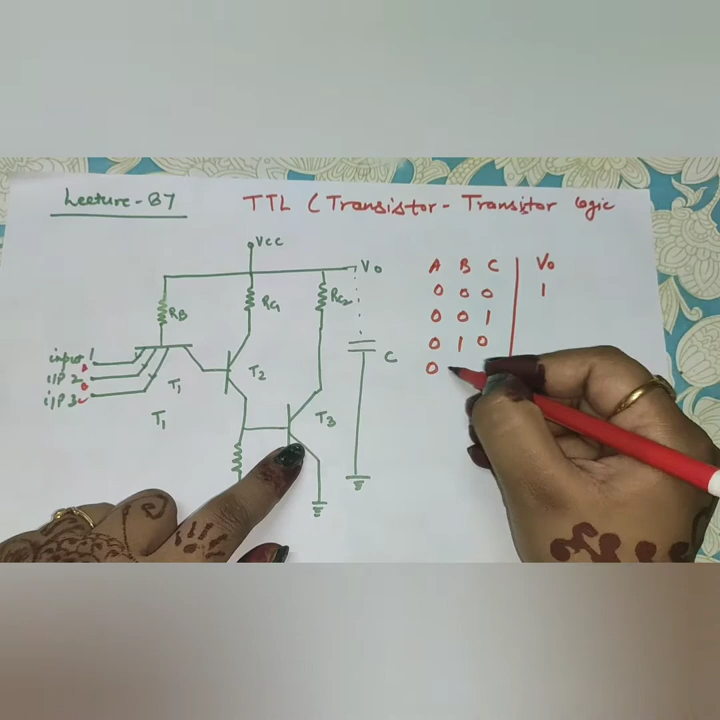 Lecture-87
TTL (Transistor-Transistor logic
Vcc
Vo
RB
RC1
RC2
input 1
A
i/p 2
B
i/p 3
C
T1
T1
T2
T3
C
A B C Vo
0 0 0 1
0 0 1
0 1 0
0